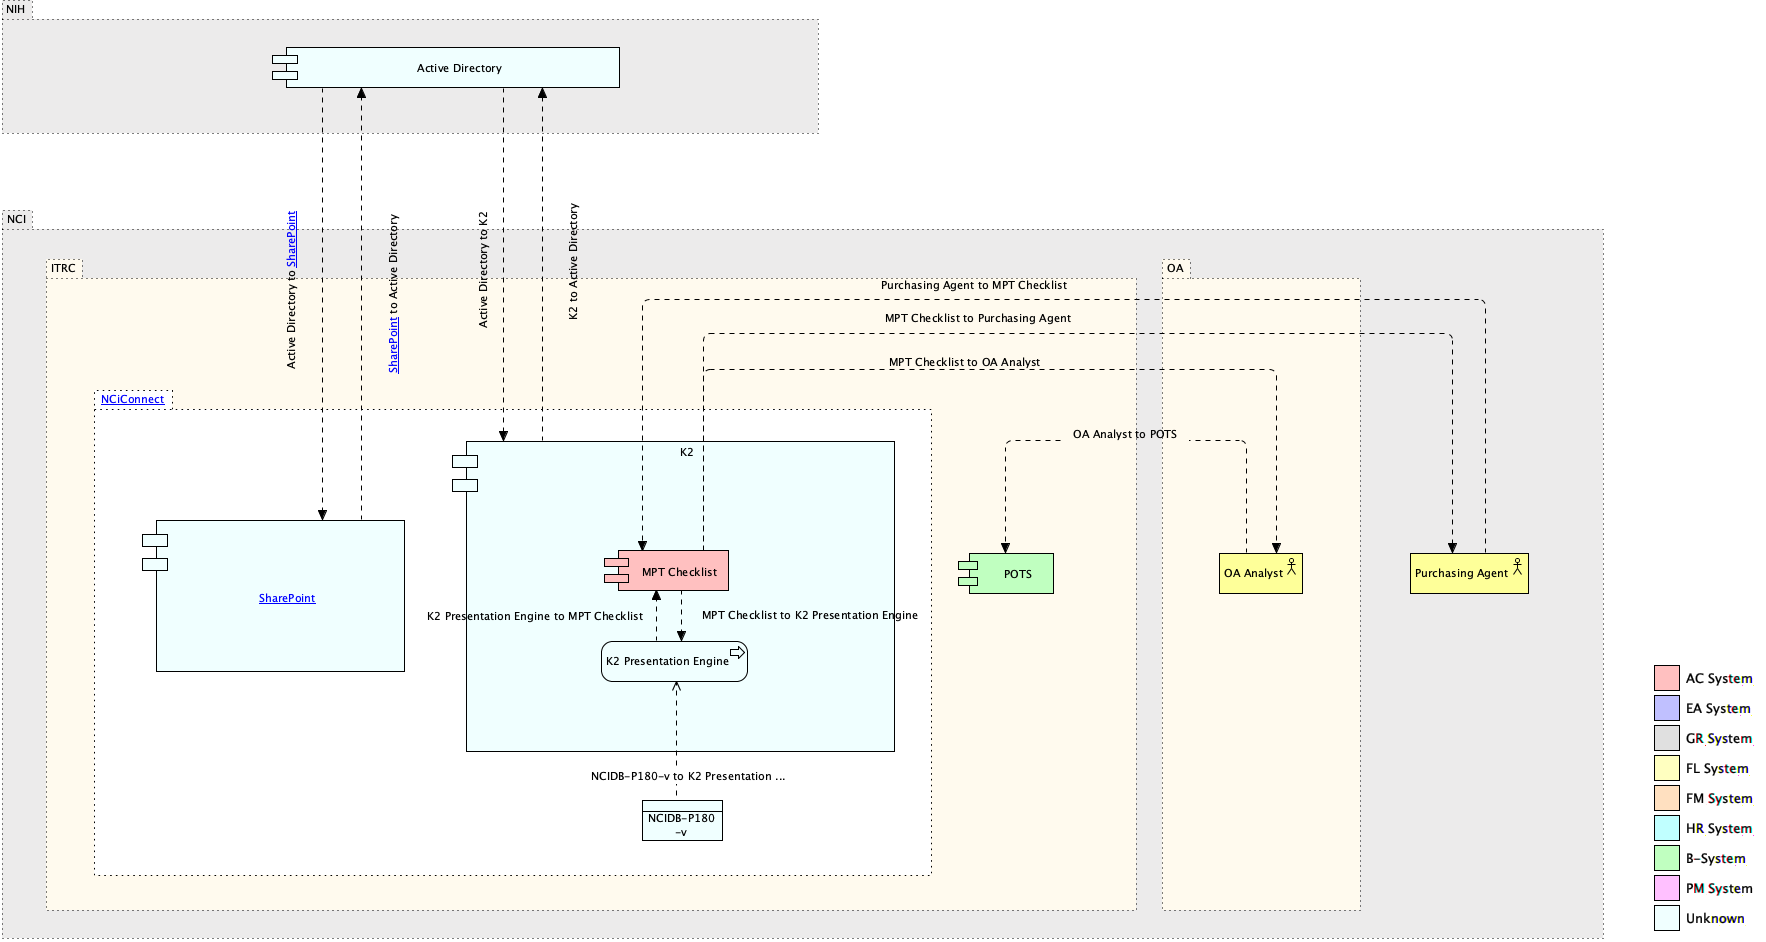 NIH
Active Directory
NCI
Active Directory to SharePoint
SharePoint to Active Directory
Active Directory to K2
K2 to Active Directory
ITRC
OA
Purchasing Agent to MPT Checklist
MPT Checklist to Purchasing Agent
MPT Checklist to OA Analyst
NCiConnect
OA Analyst to POTS
K2
MPT Checklist
POTS
OA Analyst
Purchasing Agent
SharePoint
K2 Presentation Engine to MPT Checklist
MPT Checklist to K2 Presentation Engine
K2 Presentation Engine
NCIDB-P180-v to K2 Presentation ...
NCIDB-P180
-v
AC System
EA System
GR System
FL System
FM System
HR System
B-System
PM System
Unknown